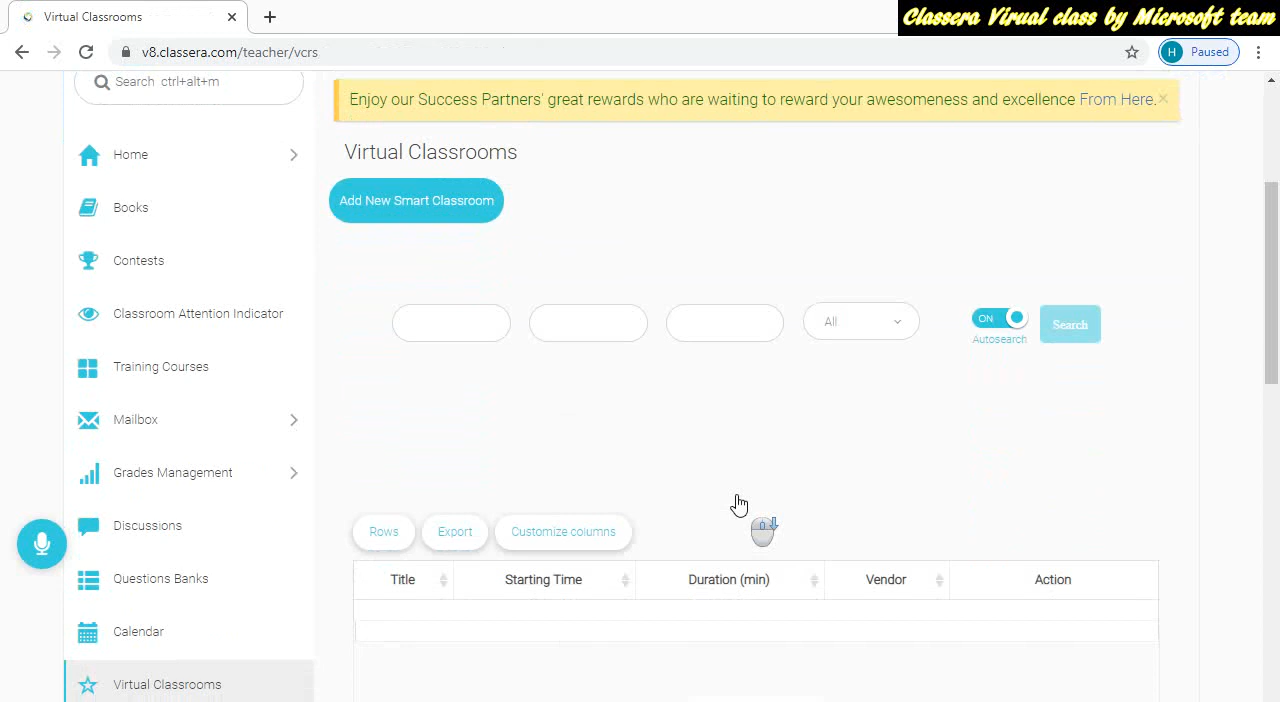 Virtual Classrooms
Classera Virual class by Microsoft team
v8.classera.com/teacher/vcrs
H Paused
Search ctrl+alt+m
Enjoy our Success Partners' great rewards who are waiting to reward your awesomeness and excellence From Here.
×
Home
Books
Contests
Classroom Attention Indicator
Training Courses
Mailbox
Grades Management
Discussions
Questions Banks
Calendar
Virtual Classrooms
Virtual Classrooms
Add New Smart Classroom
All
ON
Autosearch
Search
Rows Export Customize columns
Title Starting Time Duration (min) Vendor Action